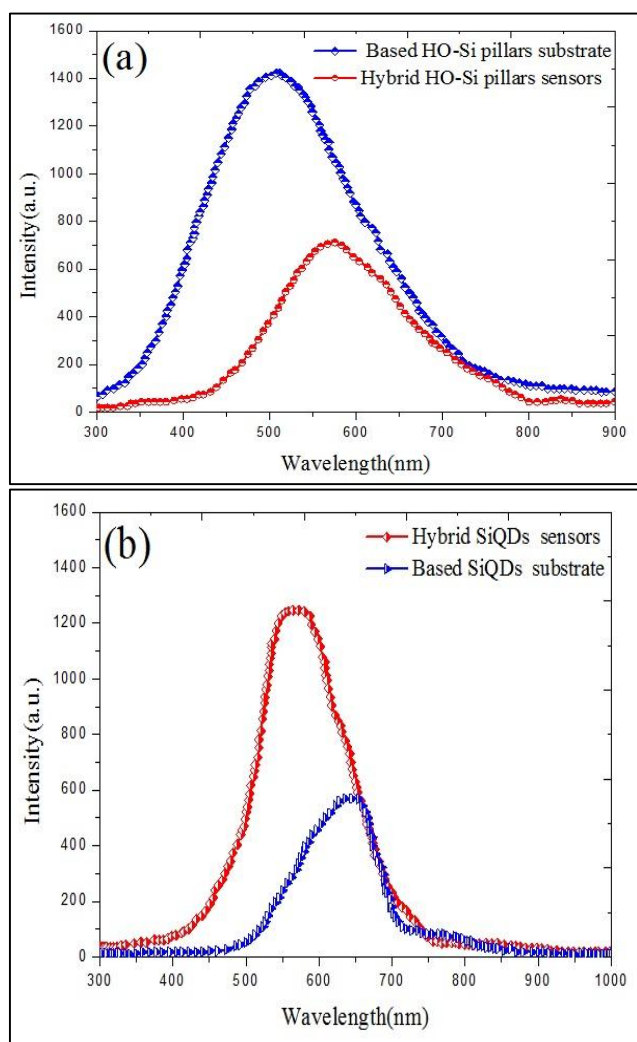 (a)
Based HO-Si pillars substrate
Hybrid HO-Si pillars sensors
1600
1400
1200
1000
800
600
400
200
0
Intensity(a.u.)
300 400 500 600 700 800 900
Wavelength(nm)
(b)
Hybrid SiQDs sensors
Based SiQDs substrate
1600
1400
1200
1000
800
600
400
200
0
Intensity(a.u.)
300 400 500 600 700 800 900 1000
Wavelength(nm)